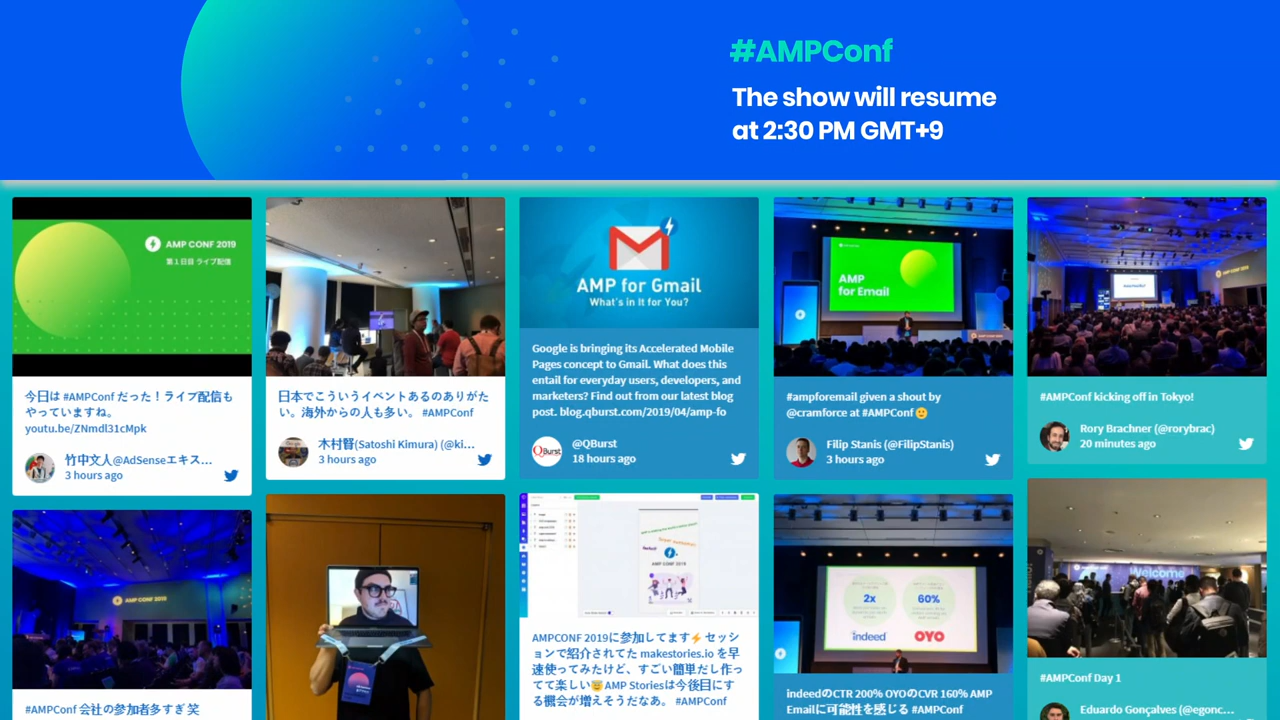 #AMPConf
The show will resume
at 2:30 PM GMT+9
AMP CONF 2019
第1日目 ライブ配信
今日は #AMPConf だった！ライブ配信も
やっていますね。
youtu.be/ZNmdl31cMpk
竹中文人@AdSenseエキス...
3 hours ago
AMP CONF 2019
#AMPConf 会社の参加者多すぎ 笑
日本でこういうイベントあるのありがた
い。海外からの人も多い。 #AMPConf
木村賢(Satoshi Kimura) (@ki...
3 hours ago
AMP for Gmail
What's in it for You?
Google is bringing its Accelerated Mobile
Pages concept to Gmail. What does this
entail for everyday users, developers, and
marketers? Find out from our latest blog
post. blog.qburst.com/2019/04/amp-fo
QBurst
@QBurst
18 hours ago
AMP CONF 2019
AMPCONF 2019に参加してます⚡ セッシ
ョンで紹介されてた makestories.io を早
速使ってみたけど、すごい簡単だし作っ
てて楽しい😇 AMP Storiesは今後目にす
る機会が増えそうだなあ。 #AMPConf
AMP
for Email
#ampforemail given a shout by
@cramforce at #AMPConf 🙂
Filip Stanis (@FilipStanis)
3 hours ago
2x
60%
indeed
OYO
indeedのCTR 200% OYOのCVR 160% AMP
Emailに可能性を感じる #AMPConf
AMP CONF 2019
#AMPConf kicking off in Tokyo!
Rory Brachner (@rorybrac)
20 minutes ago
Welcome
#AMPConf Day 1
Eduardo Gonçalves (@egonc...